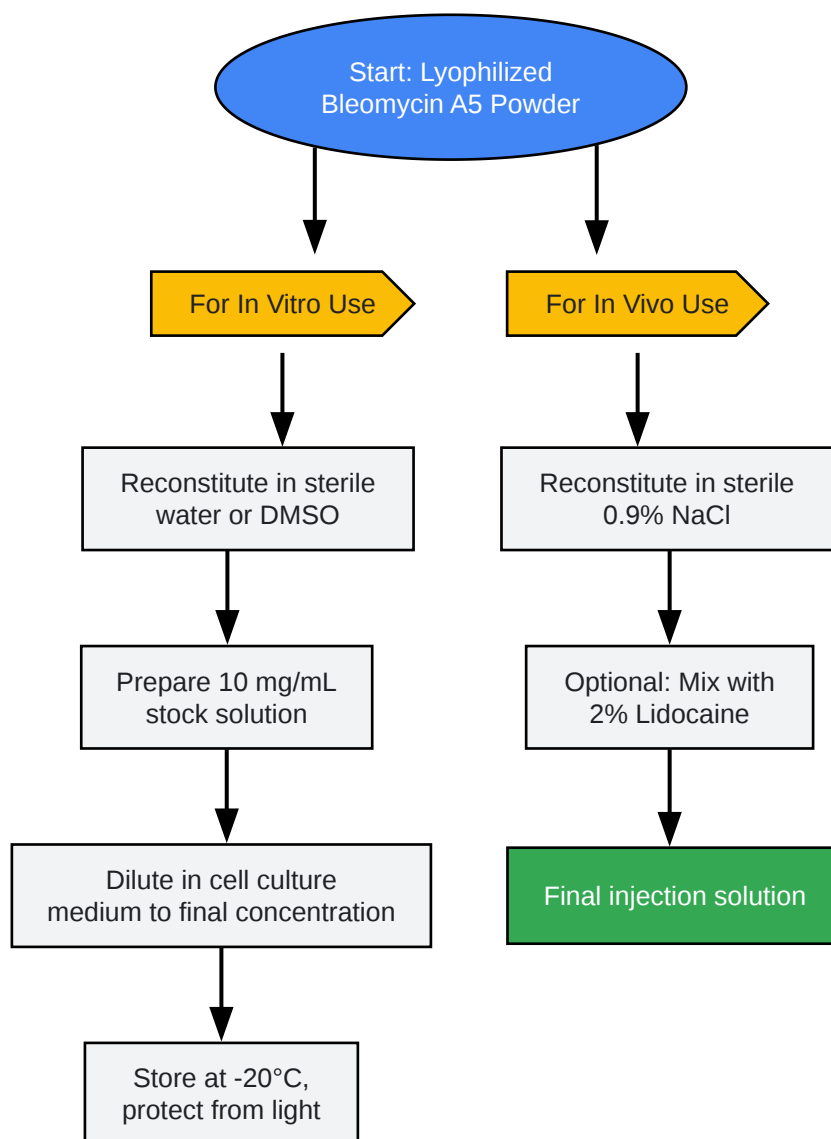 Start: Lyophilized
Bleomycin A5 Powder
For In Vitro Use
For In Vivo Use
Reconstitute in sterile
water or DMSO
Reconstitute in sterile
0.9% NaCl
Prepare 10 mg/mL
stock solution
Optional: Mix with
2% Lidocaine
Dilute in cell culture
medium to final concentration
Final injection solution
Store at -20°C,
protect from light